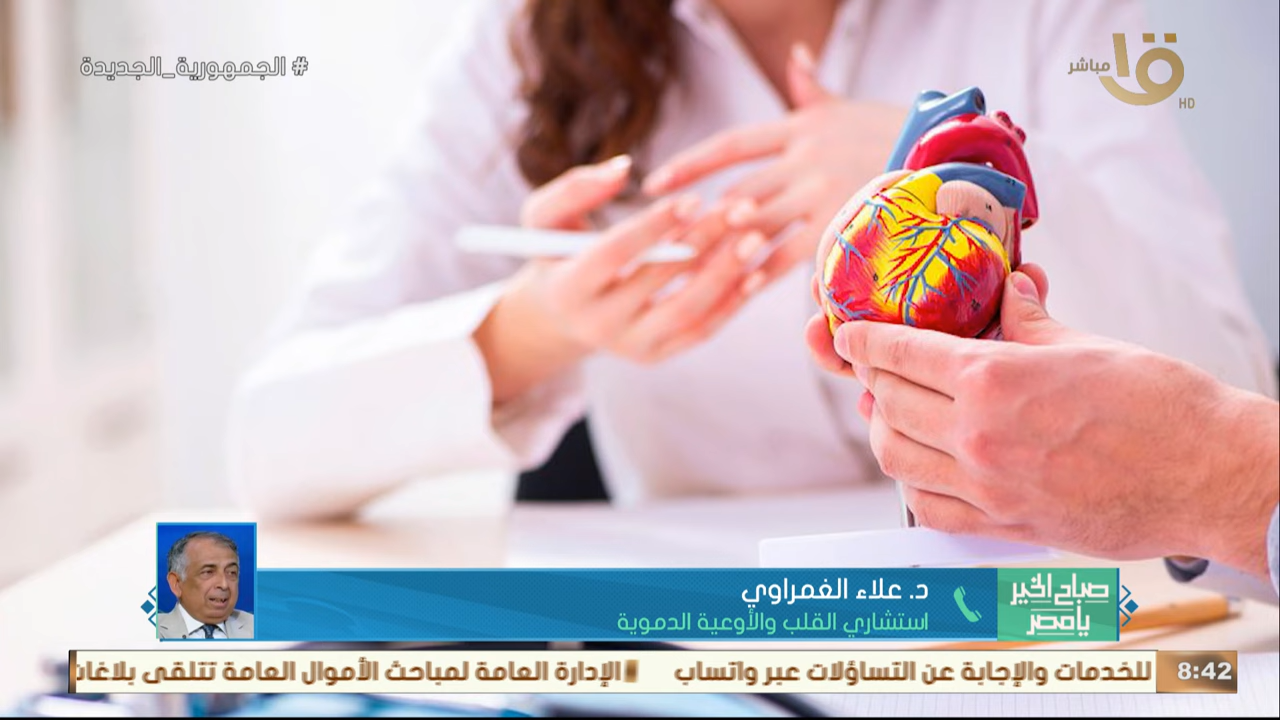 #الجمهورية_الجديدة
مباشر
HD
د. علاء الغمراوي
استشاري القلب والأوعية الدموية
صباح الخير
يا مصر
8:42
للخدمات والإجابة عن التساؤلات عبر واتساب الإدارة العامة لمباحث الأموال العامة تتلقى بلاغات